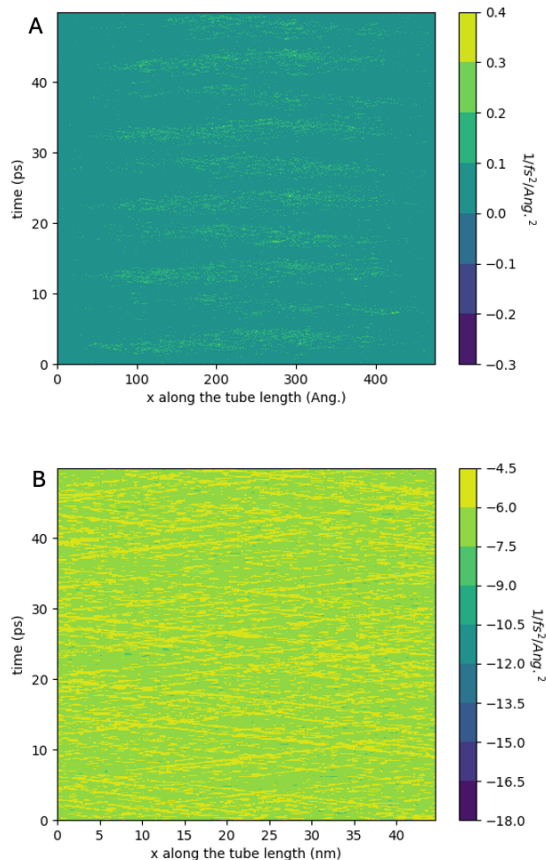 A
time (ps)
40
30
20
10
0
0 100 200 300 400
x along the tube length (Ang.)
0.4
0.3
0.2
0.1
0.0
−0.1
−0.2
−0.3
1/fs² /Ang. ²
B
time (ps)
40
30
20
10
0
0 5 10 15 20 25 30 35 40
x along the tube length (nm)
−4.5
−6.0
−7.5
−9.0
−10.5
−12.0
−13.5
−15.0
−16.5
−18.0
1/fs² /Ang. ²